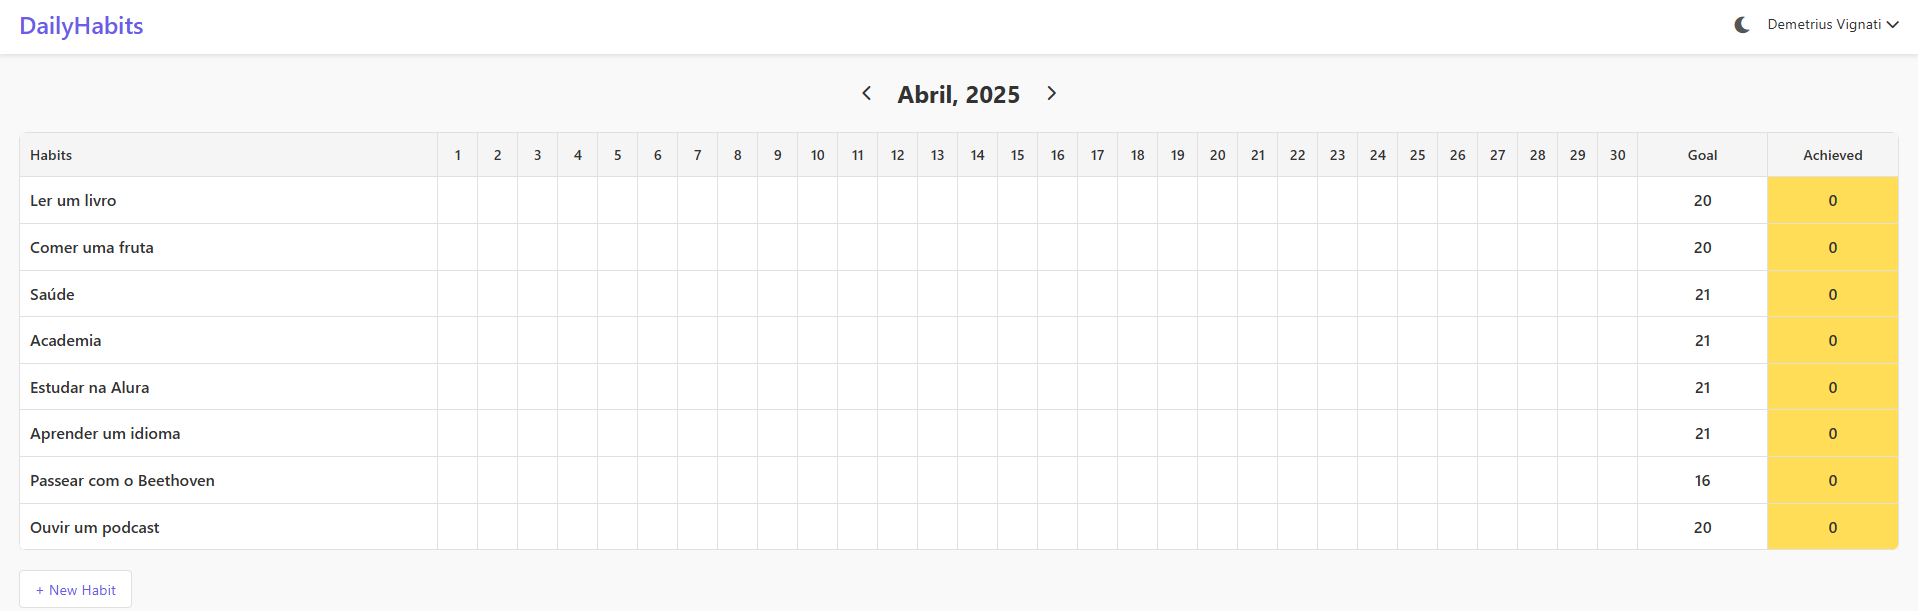 DailyHabits
Demetrius Vignati
Abril, 2025
Habits 1 2 3 4 5 6 7 8 9 10 11 12 13 14 15 16 17 18 19 20 21 22 23 24 25 26 27 28 29 30 Goal Achieved
Ler um livro 20 0
Comer uma fruta 20 0
Saúde 21 0
Academia 21 0
Estudar na Alura 21 0
Aprender um idioma 21 0
Passear com o Beethoven 16 0
Ouvir um podcast 20 0
+ New Habit